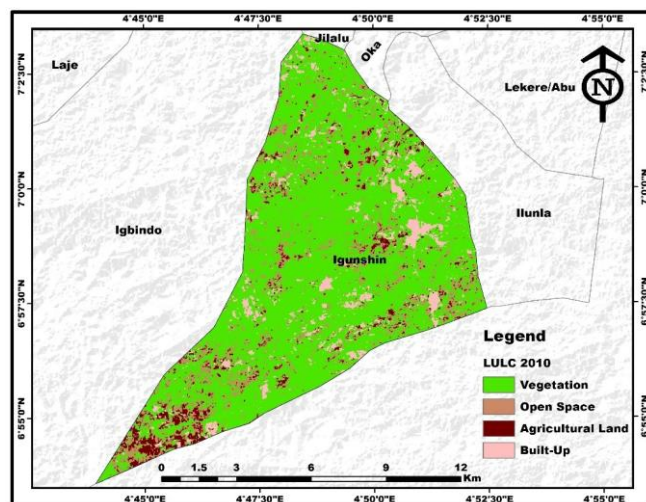 4°45'0"E 4°47'30"E 4°50'0"E 4°52'30"E 4°55'0"E
Jilalu
Oka
Laje
7°2'30"N 7°2'30"N
Lekere/Abu
N
7°0'0"N 7°0'0"N
Ilunla
Igbindo
Igunshin
6°57'30"N 6°57'30"N
Legend
LULC 2010
Vegetation
Open Space
Agricultural Land
Built-Up
6°55'0"N 6°55'0"N
0 1.5 3 6 9 12
Km
4°45'0"E 4°47'30"E 4°50'0"E 4°52'30"E 4°55'0"E